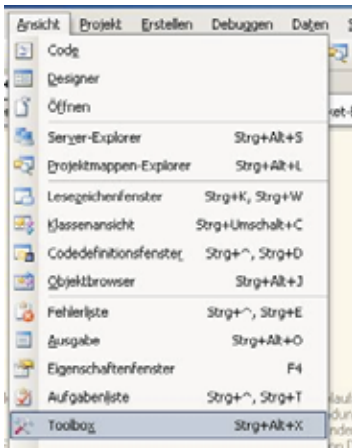 Ansicht Projekt Erstellen Debuggen Daten
Code
Designer
Öffnen
Server-Explorer Strg+Alt+S
Projektmappen-Explorer Strg+Alt+L
Lesezeichenfenster Strg+K, Strg+W
Klassenansicht Strg+Umschalt+C
Codedefinitionsfenster Strg+^, Strg+D
Objektbrowser Strg+Alt+J
Fehlerliste Strg+^, Strg+E
Ausgabe Strg+Alt+O
Eigenschaftenfenster F4
Aufgabenliste Strg+^, Strg+T
Toolbox Strg+Alt+X